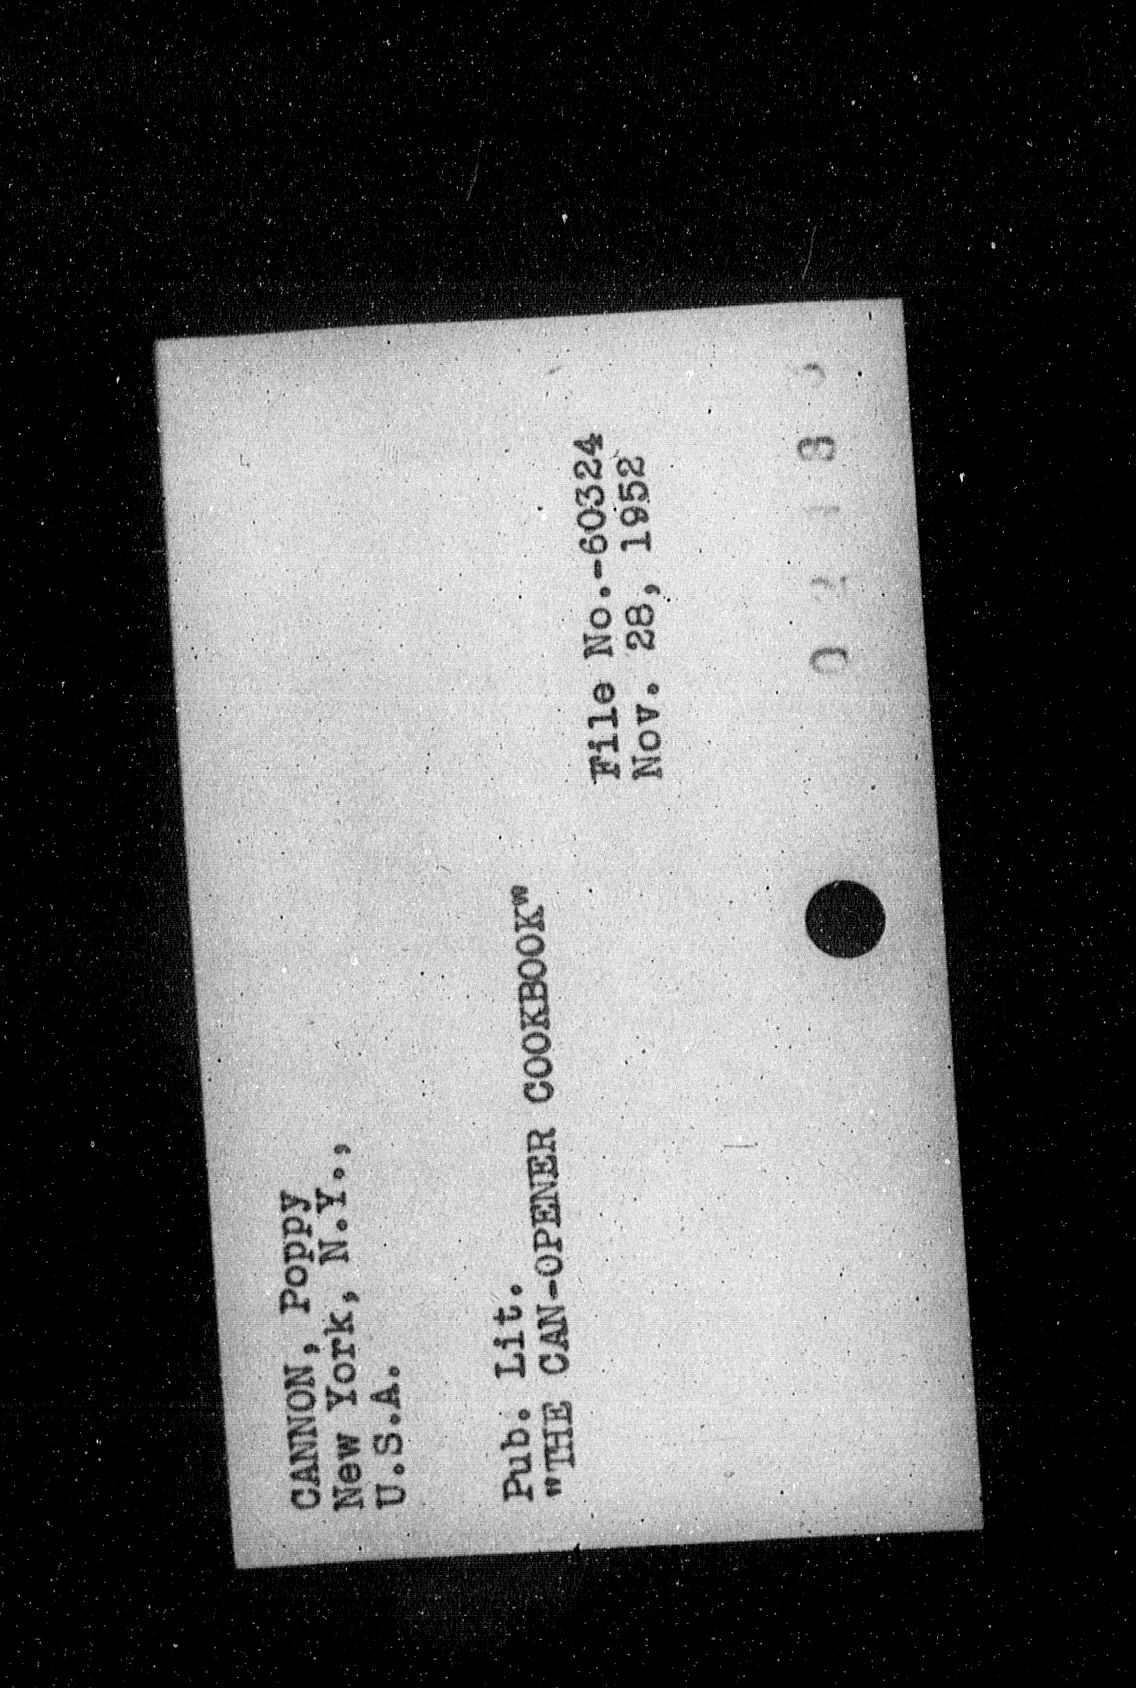 CANNON, Poppy
New York, N.Y.,
U.S.A.
Pub. Lit.
"THE CAN-OPENER COOKBOOK"
File No.-60324
Nov. 28, 1952